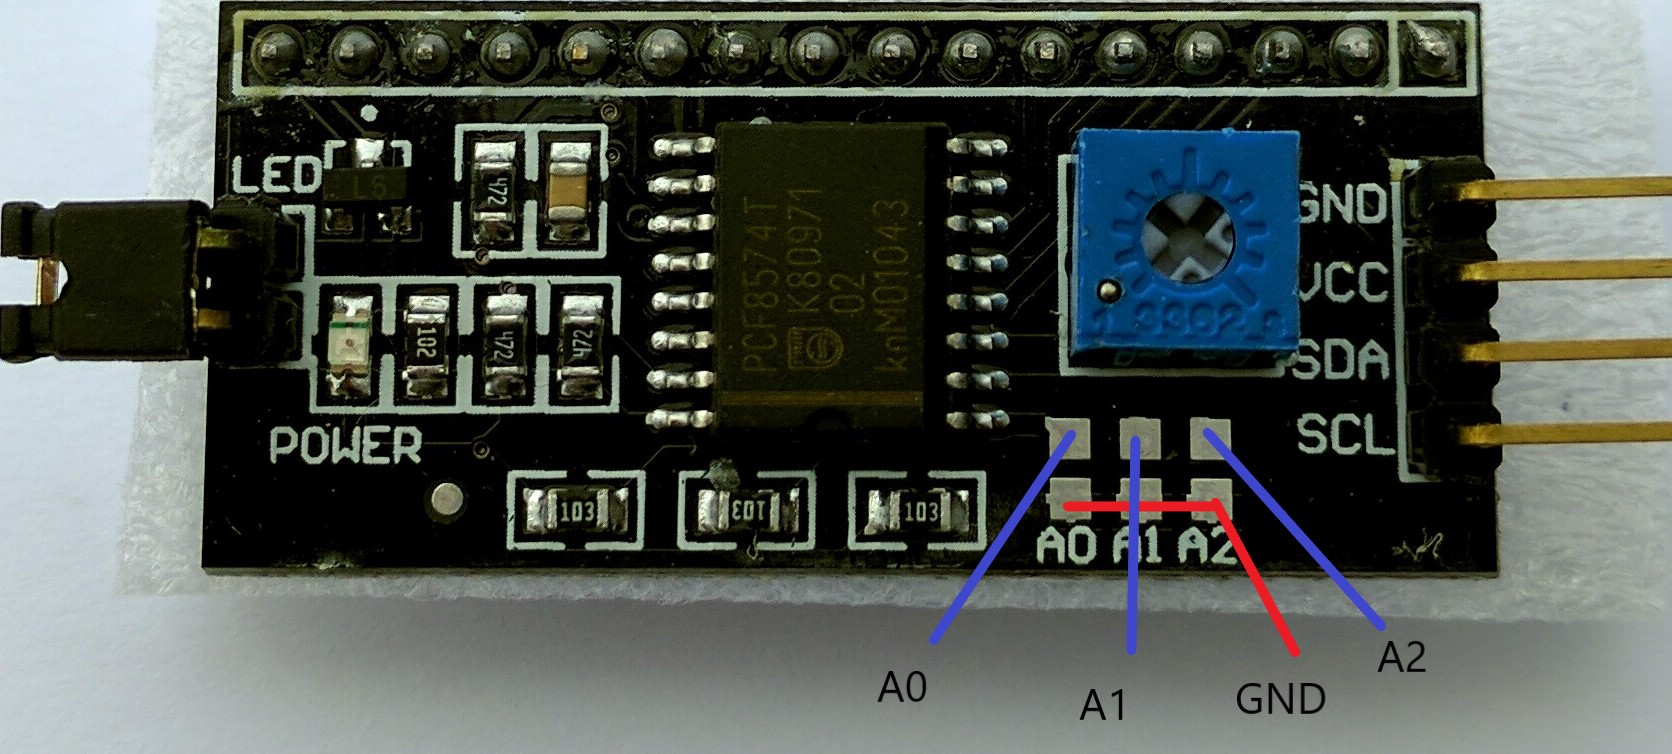 LED
L6
472
GND
VCC
SDA
SCL
PCF8574T
K80971
02
knM01043
102
472
472
POWER
103
103
103
A0 A1 A2
A0
A1
GND
A2